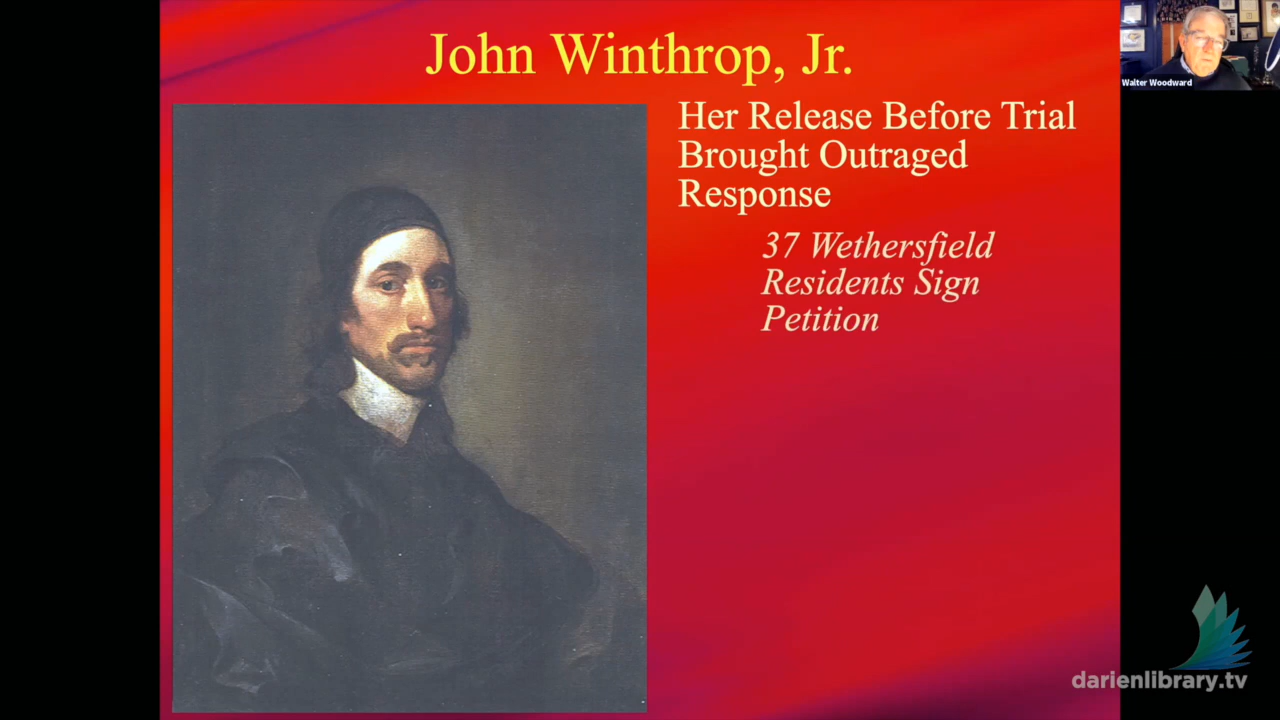 John Winthrop, Jr.
Her Release Before Trial
Brought Outraged
Response
37 Wethersfield
Residents Sign
Petition
Walter Woodward
darienlibrary.tv